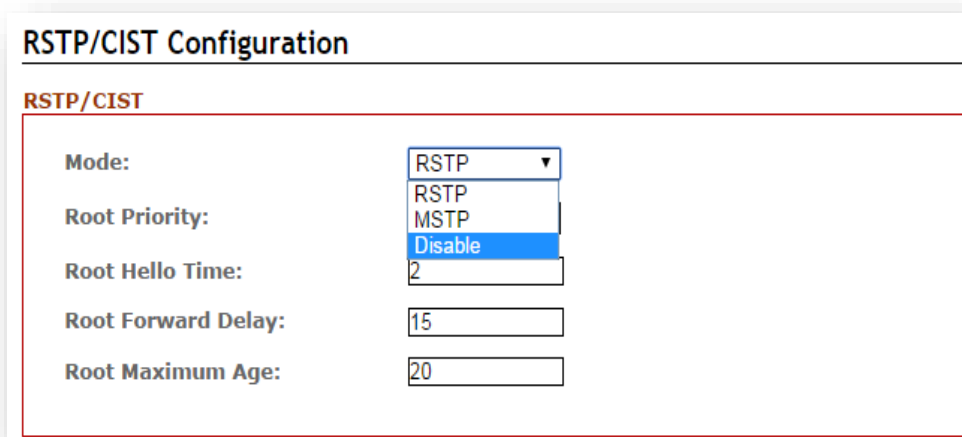 RSTP/CIST Configuration
RSTP/CIST
Mode: RSTP
RSTP
Root Priority: MSTP
Disable
Root Hello Time: 2
Root Forward Delay: 15
Root Maximum Age: 20